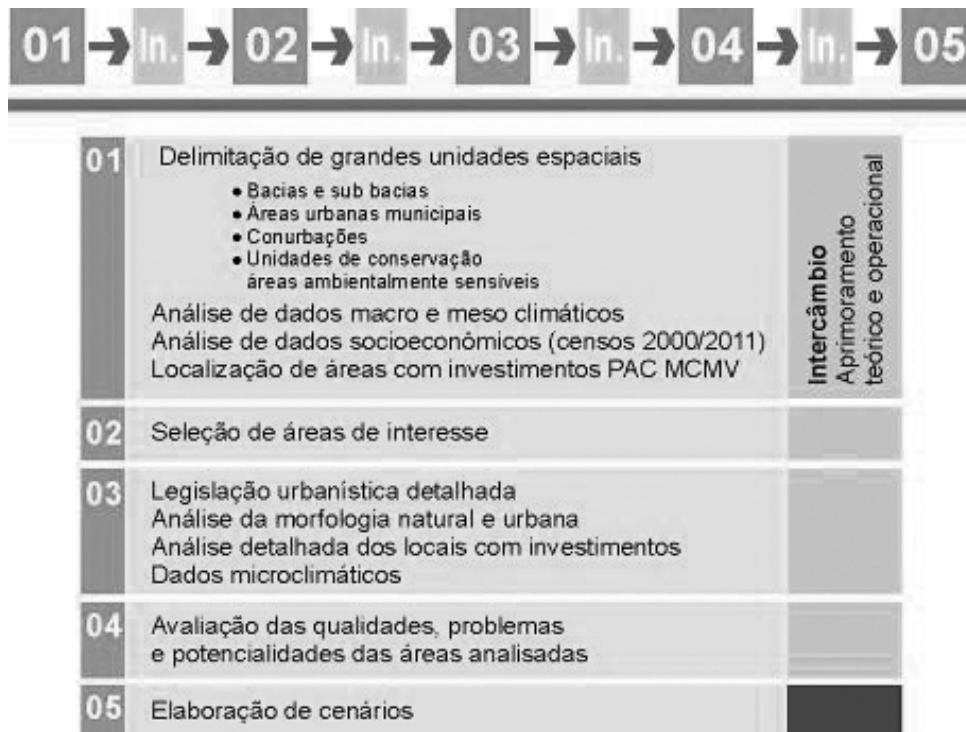 01 → In. → 02 → In. → 03 → In. → 04 → In. → 05
01
Delimitação de grandes unidades espaciais
• Bacias e sub bacias
• Áreas urbanas municipais
• Conurbações
• Unidades de conservação
áreas ambientalmente sensíveis
Análise de dados macro e meso climáticos
Análise de dados socioeconômicos (censos 2000/2011)
Localização de áreas com investimentos PAC MCMV
Intercâmbio
Aprimoramento
teórico e operacional
02
Seleção de áreas de interesse
03
Legislação urbanística detalhada
Análise da morfologia natural e urbana
Análise detalhada dos locais com investimentos
Dados microclimáticos
04
Avaliação das qualidades, problemas
e potencialidades das áreas analisadas
05
Elaboração de cenários